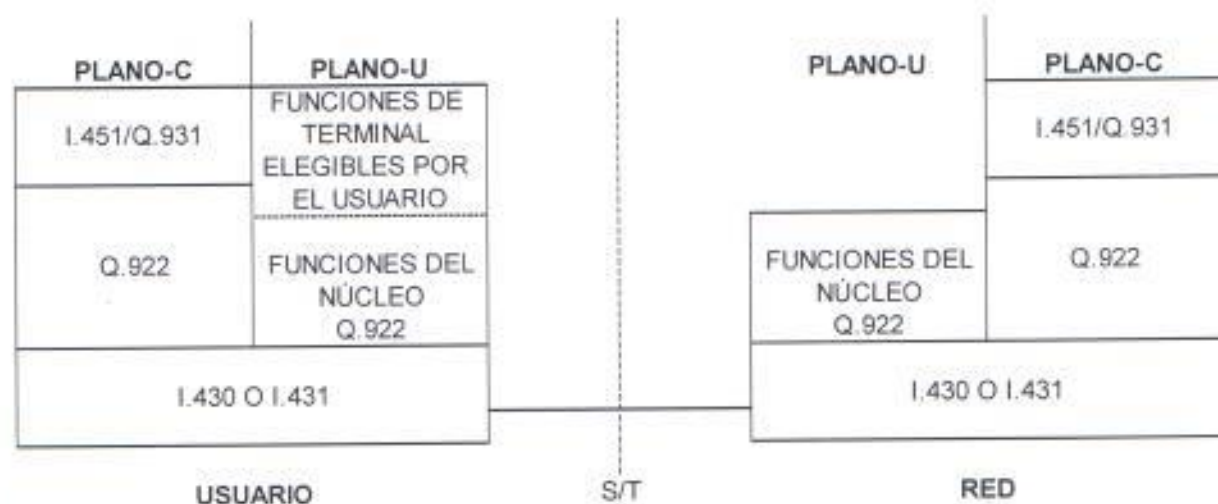 PLANO-C
PLANO-U
I.451/Q.931
FUNCIONES DE
TERMINAL
ELEGIBLES POR
EL USUARIO
Q.922
FUNCIONES DEL
NÚCLEO
Q.922
I.430 O I.431
USUARIO
S/T
PLANO-U
PLANO-C
I.451/Q.931
FUNCIONES DEL
NÚCLEO
Q.922
Q.922
I.430 O I.431
RED